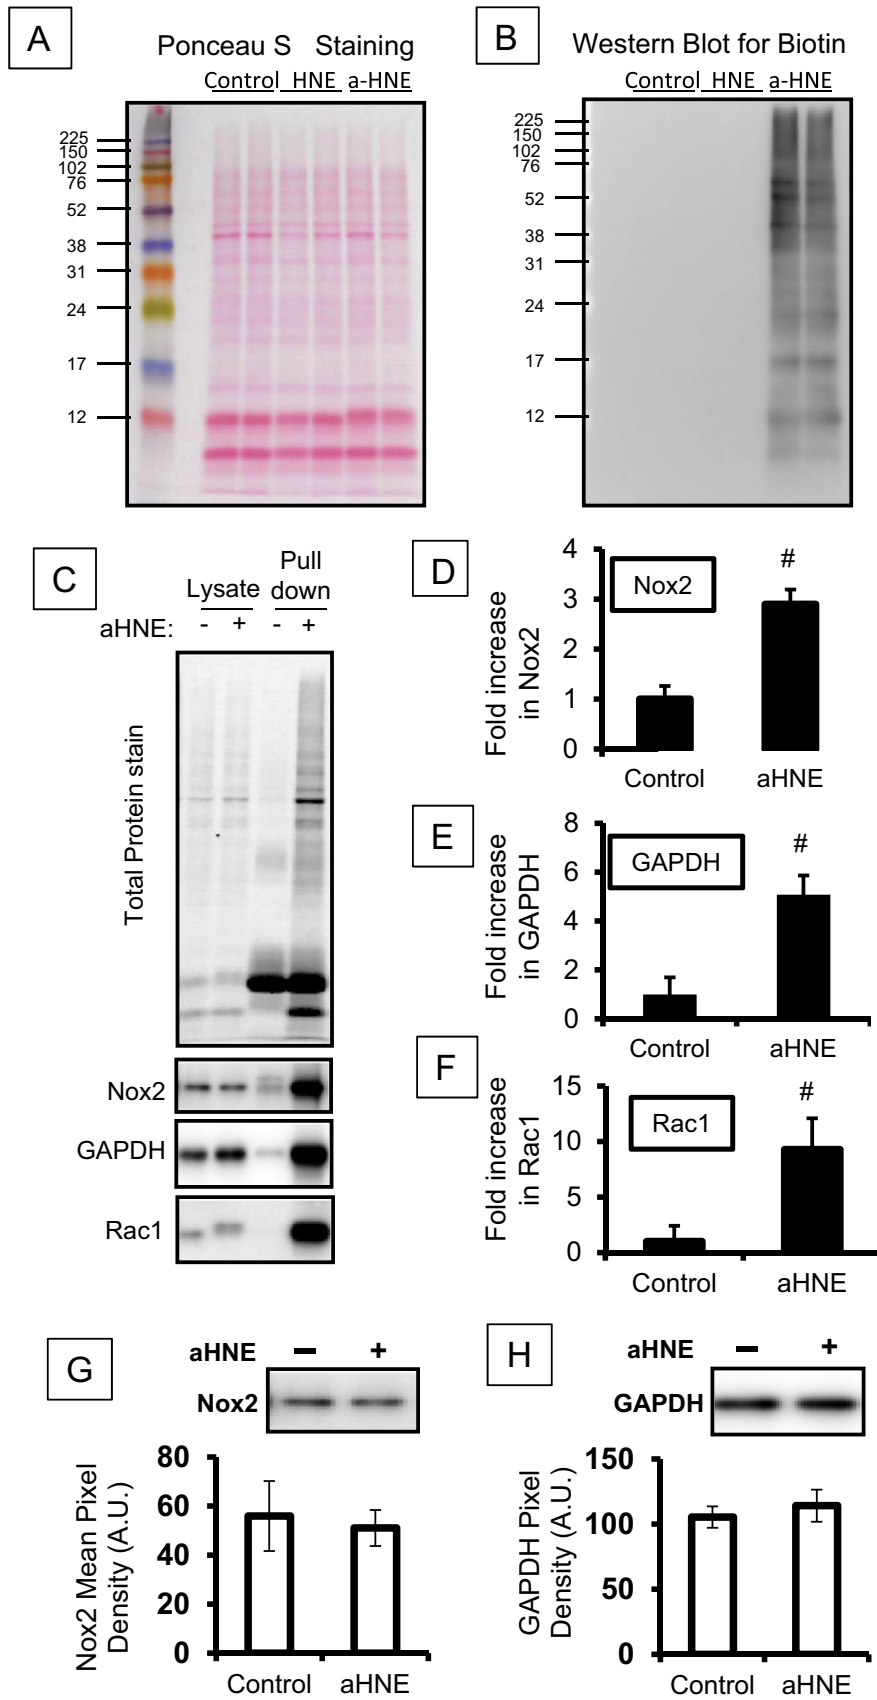 A
Ponceau S Staining
Control HNE a-HNE
225
150
102
76
52
38
31
24
17
12
B
Western Blot for Biotin
Control HNE a-HNE
225
150
102
76
52
38
31
24
17
12
C
Lysate
Pull
down
aHNE: - + - +
Total Protein stain
Nox2
GAPDH
Rac1
D
Fold increase
in Nox2
4
3
2
1
0
Nox2
#
Control aHNE
E
Fold increase
in GAPDH
8
6
4
2
0
GAPDH
#
Control aHNE
F
Fold increase
in Rac1
15
10
5
0
Rac1
#
Control aHNE
G
aHNE − +
Nox2
Nox2 Mean Pixel
Density (A.U.)
80
60
40
20
0
Control aHNE
H
aHNE − +
GAPDH
GAPDH Pixel
Density (A.U.)
150
100
50
0
Control aHNE